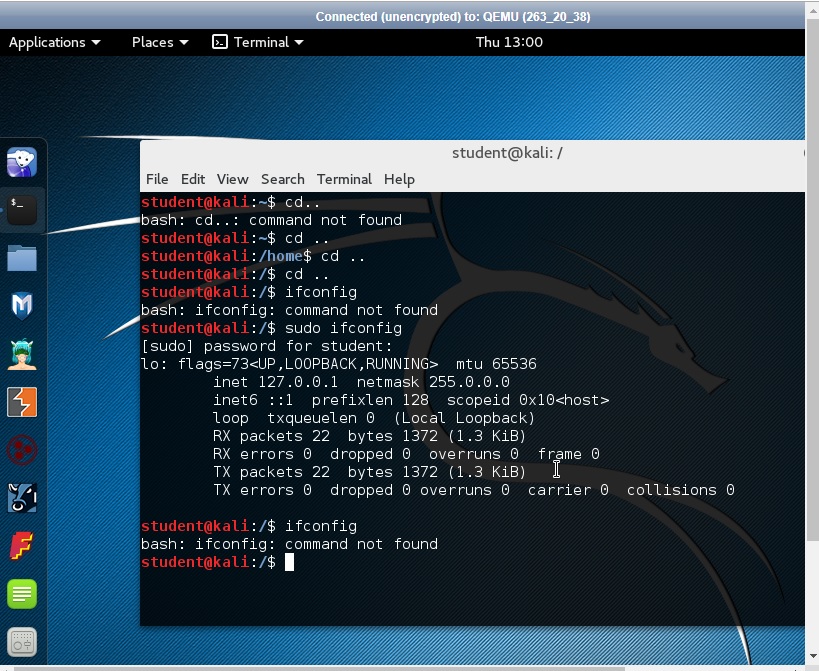 Connected (unencrypted) to: QEMU (263_20_38)
Applications Places Terminal Thu 13:00
student@kali: /
File Edit View Search Terminal Help
student@kali:~$ cd..
bash: cd..: command not found
student@kali:~$ cd ..
student@kali:/home$ cd ..
student@kali:/$ cd ..
student@kali:/$ ifconfig
bash: ifconfig: command not found
student@kali:/$ sudo ifconfig
[sudo] password for student:
lo: flags=73<UP,LOOPBACK,RUNNING>  mtu 65536
        inet 127.0.0.1  netmask 255.0.0.0
        inet6 ::1  prefixlen 128  scopeid 0x10<host>
        loop  txqueuelen 0  (Local Loopback)
        RX packets 22  bytes 1372 (1.3 KiB)
        RX errors 0  dropped 0  overruns 0  frame 0
        TX packets 22  bytes 1372 (1.3 KiB)
        TX errors 0  dropped 0 overruns 0  carrier 0  collisions 0
student@kali:/$ ifconfig
bash: ifconfig: command not found
student@kali:/$